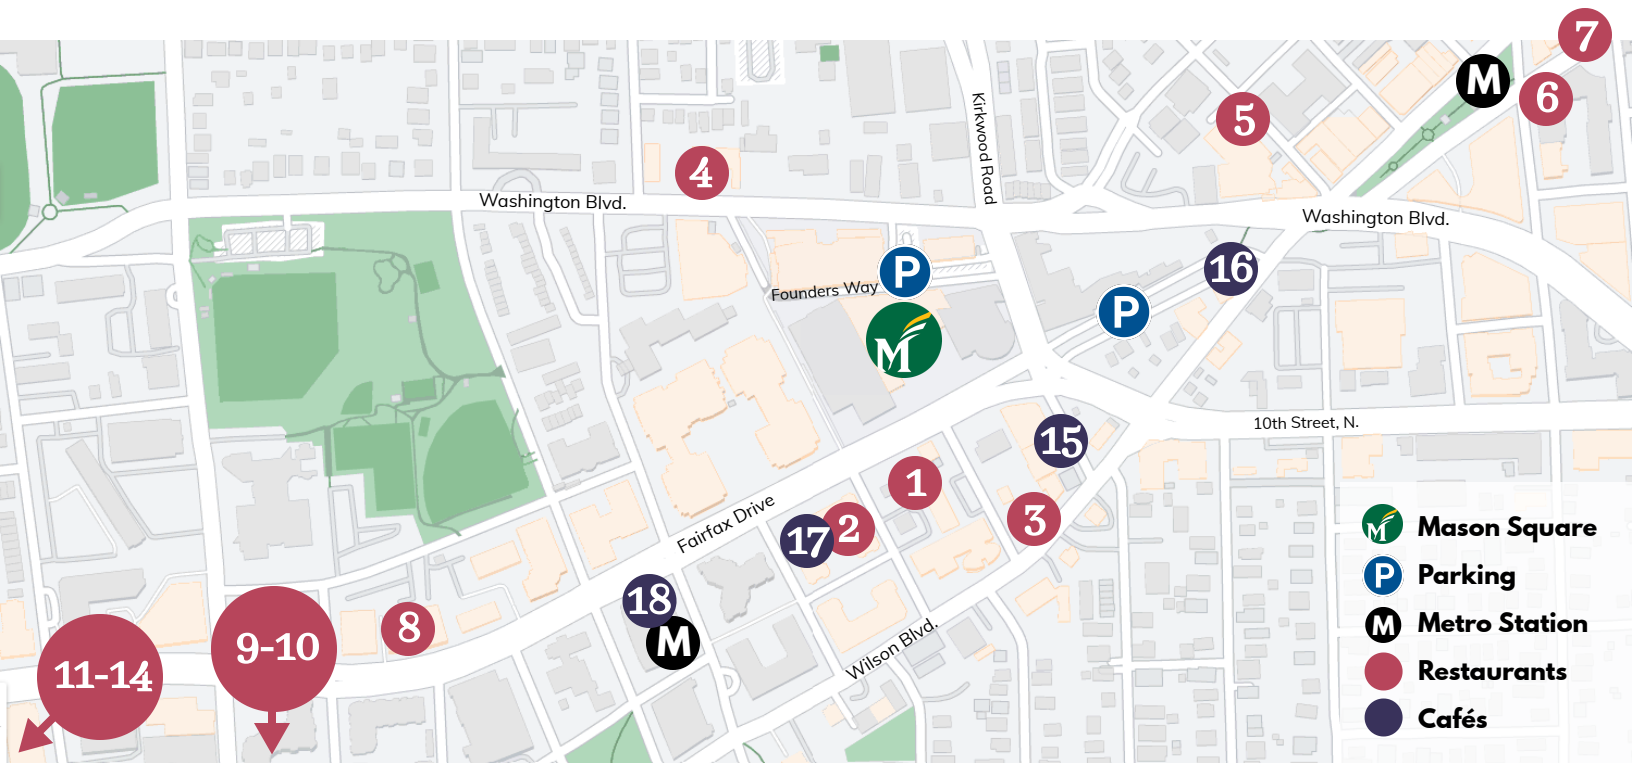 7
M
6
5
Kirkwood Road
4
Washington Blvd.
Washington Blvd.
16
P
Founders Way
P
M
10th Street, N.
15
1
3
Fairfax Drive
17
2
18
M
8
9-10
11-14
Wilson Blvd.
M Mason Square
P Parking
M Metro Station
Restaurants
Cafés